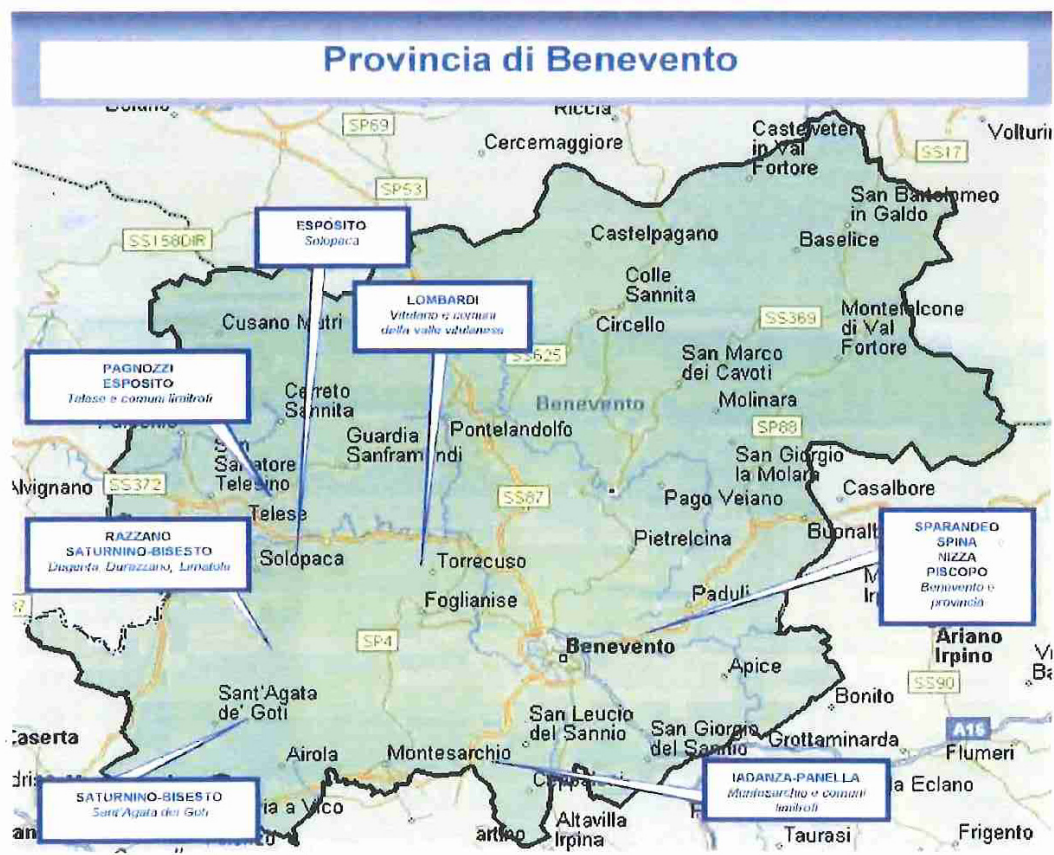 Provincia di Benevento
Riccia
SP69
Cercemaggiore
Castelvetere
in Val
Fortore
SS17
SP53
San Bartolomeo
in Galdo
ESPOSITO
Solopaca
SS158DIR
Castelpagano
Baselice
Colle
Sannita
LOMBARDI
Vitulano e comuni
della valle vitulanese
Cusano Mutri
Circello
SS369
Montefalcone
di Val
Fortore
SS625
San Marco
dei Cavoti
PAGNOZZI
ESPOSITO
Telese e comuni limitrofi
Cerreto
Sannita
Benevento
Molinara
Guardia
Sanframondi
Pontelandolfo
SP88
San
Salvatore
Telesino
San Giorgio
la Molara
Alvignano
SS372
SS87
Pago Veiano
Casalbore
Telese
RAZZANO
SATURNINO-BISESTO
Dugenta, Durazzano, Limatola
Solopaca
Torrecuso
Pietrelcina
SPARANDEO
SPINA
NIZZA
PISCOPO
Benevento e
provincia
Foglianise
Paduli
SP4
Benevento
Ariano
Irpino
Apice
SS90
Sant'Agata
de' Goti
Bonito
San Leucio
del Sannio
San Giorgio
del Sannio
A16
Caserta
Airola
Montesarchio
Grottaminarda
Flumeri
SATURNINO-BISESTO
Sant'Agata dei Goti
IADANZA-PANELLA
Montesarchio e comuni
limitrofi
la Eclano
ia a Vico
Altavilla
Irpina
Taurasi
Frigento